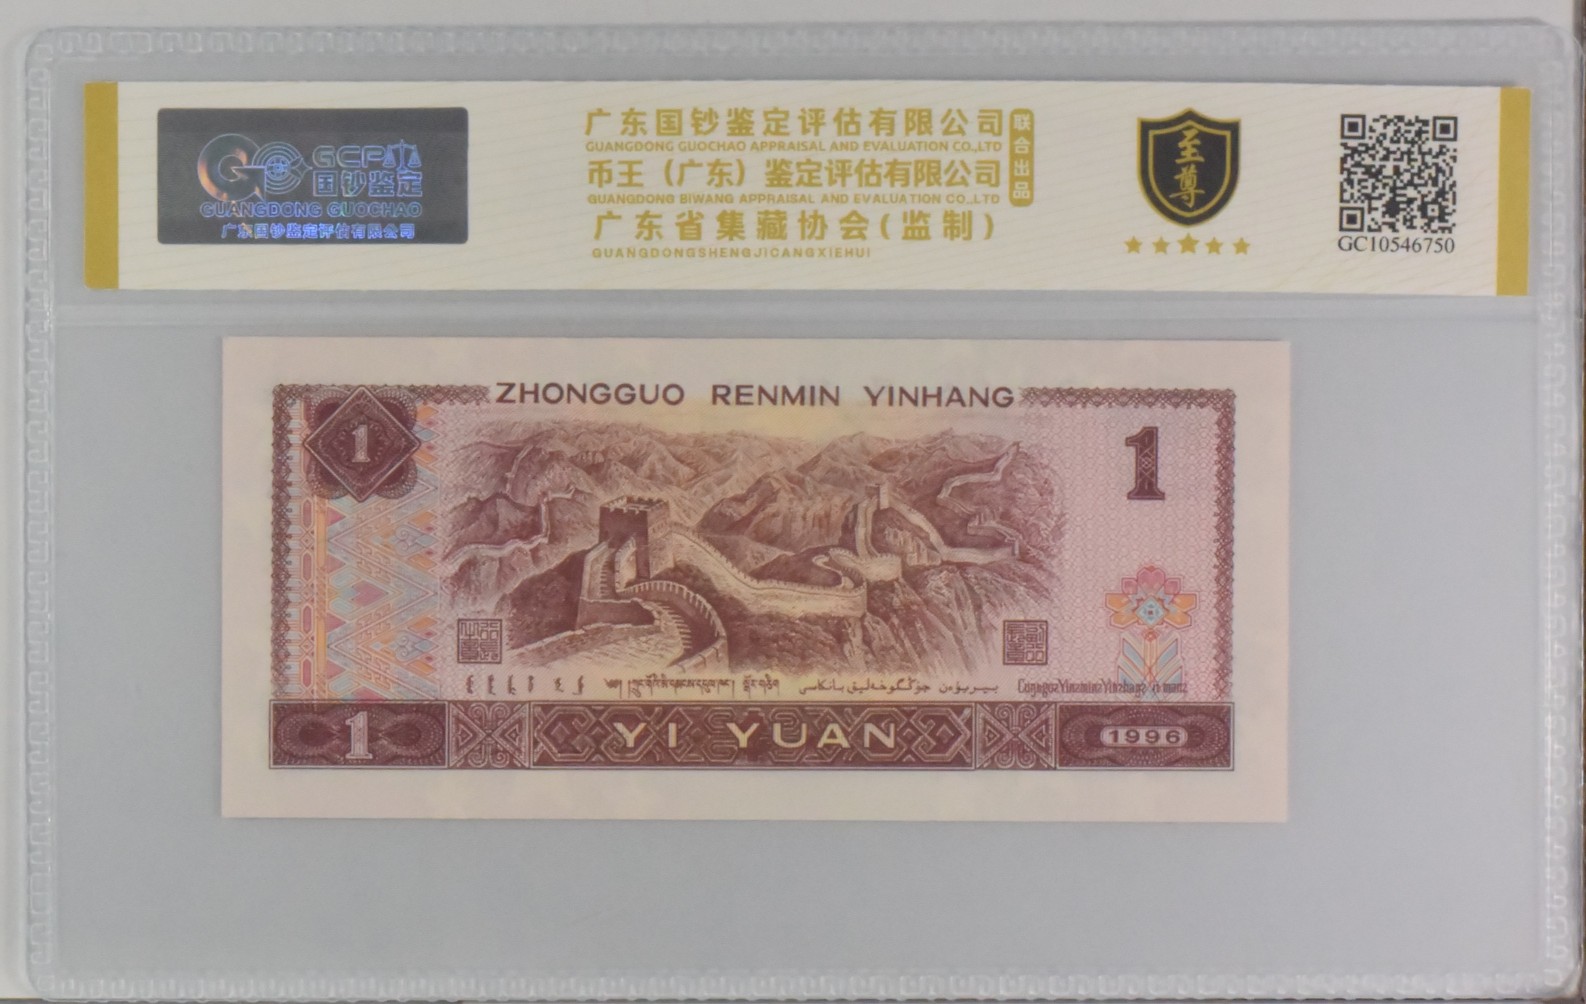 GCP
国钞鉴定
GUANGDONG GUOCHAO
广东国钞鉴定评估有限公司
广东国钞鉴定评估有限公司
GUANGDONG GUOCHAO APPRAISAL AND EVALUATION CO.,LTD
币王（广东）鉴定评估有限公司
GUANGDONG BIWANG APPRAISAL AND EVALUATION CO.,LTD
广东省集藏协会(监制)
GUANGDONGSHENGJICANGXIEHUI
联合出品
至尊
GC10546750
ZHONGGUO RENMIN YINHANG
1
1
1
YI YUAN
1996